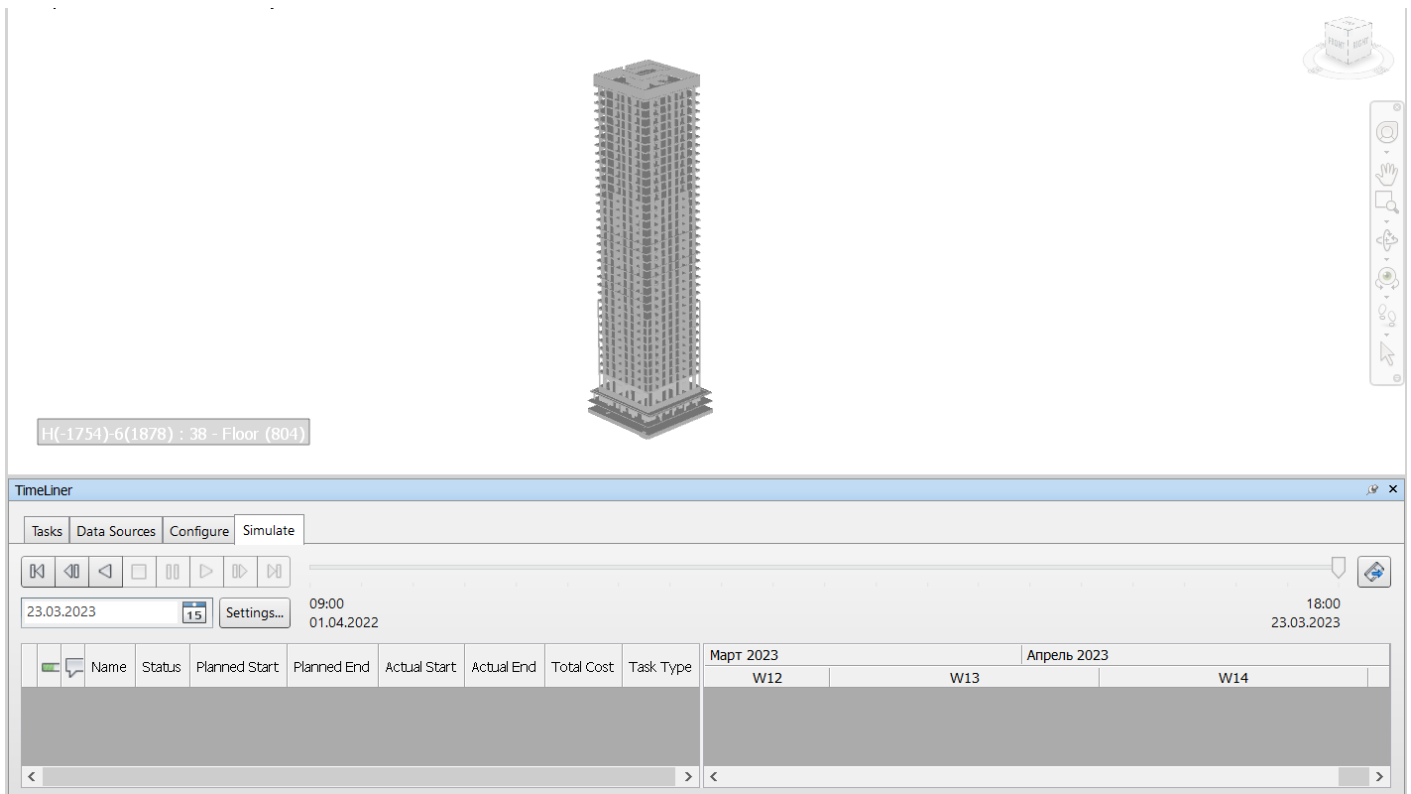 H(-1754)-6(1878) : 38 - Floor (804)
TimeLiner
Tasks Data Sources Configure Simulate
23.03.2023 15 Settings...
09:00
01.04.2022
18:00
23.03.2023
Name Status Planned Start Planned End Actual Start Actual End Total Cost Task Type
Март 2023 Апрель 2023
W12 W13 W14